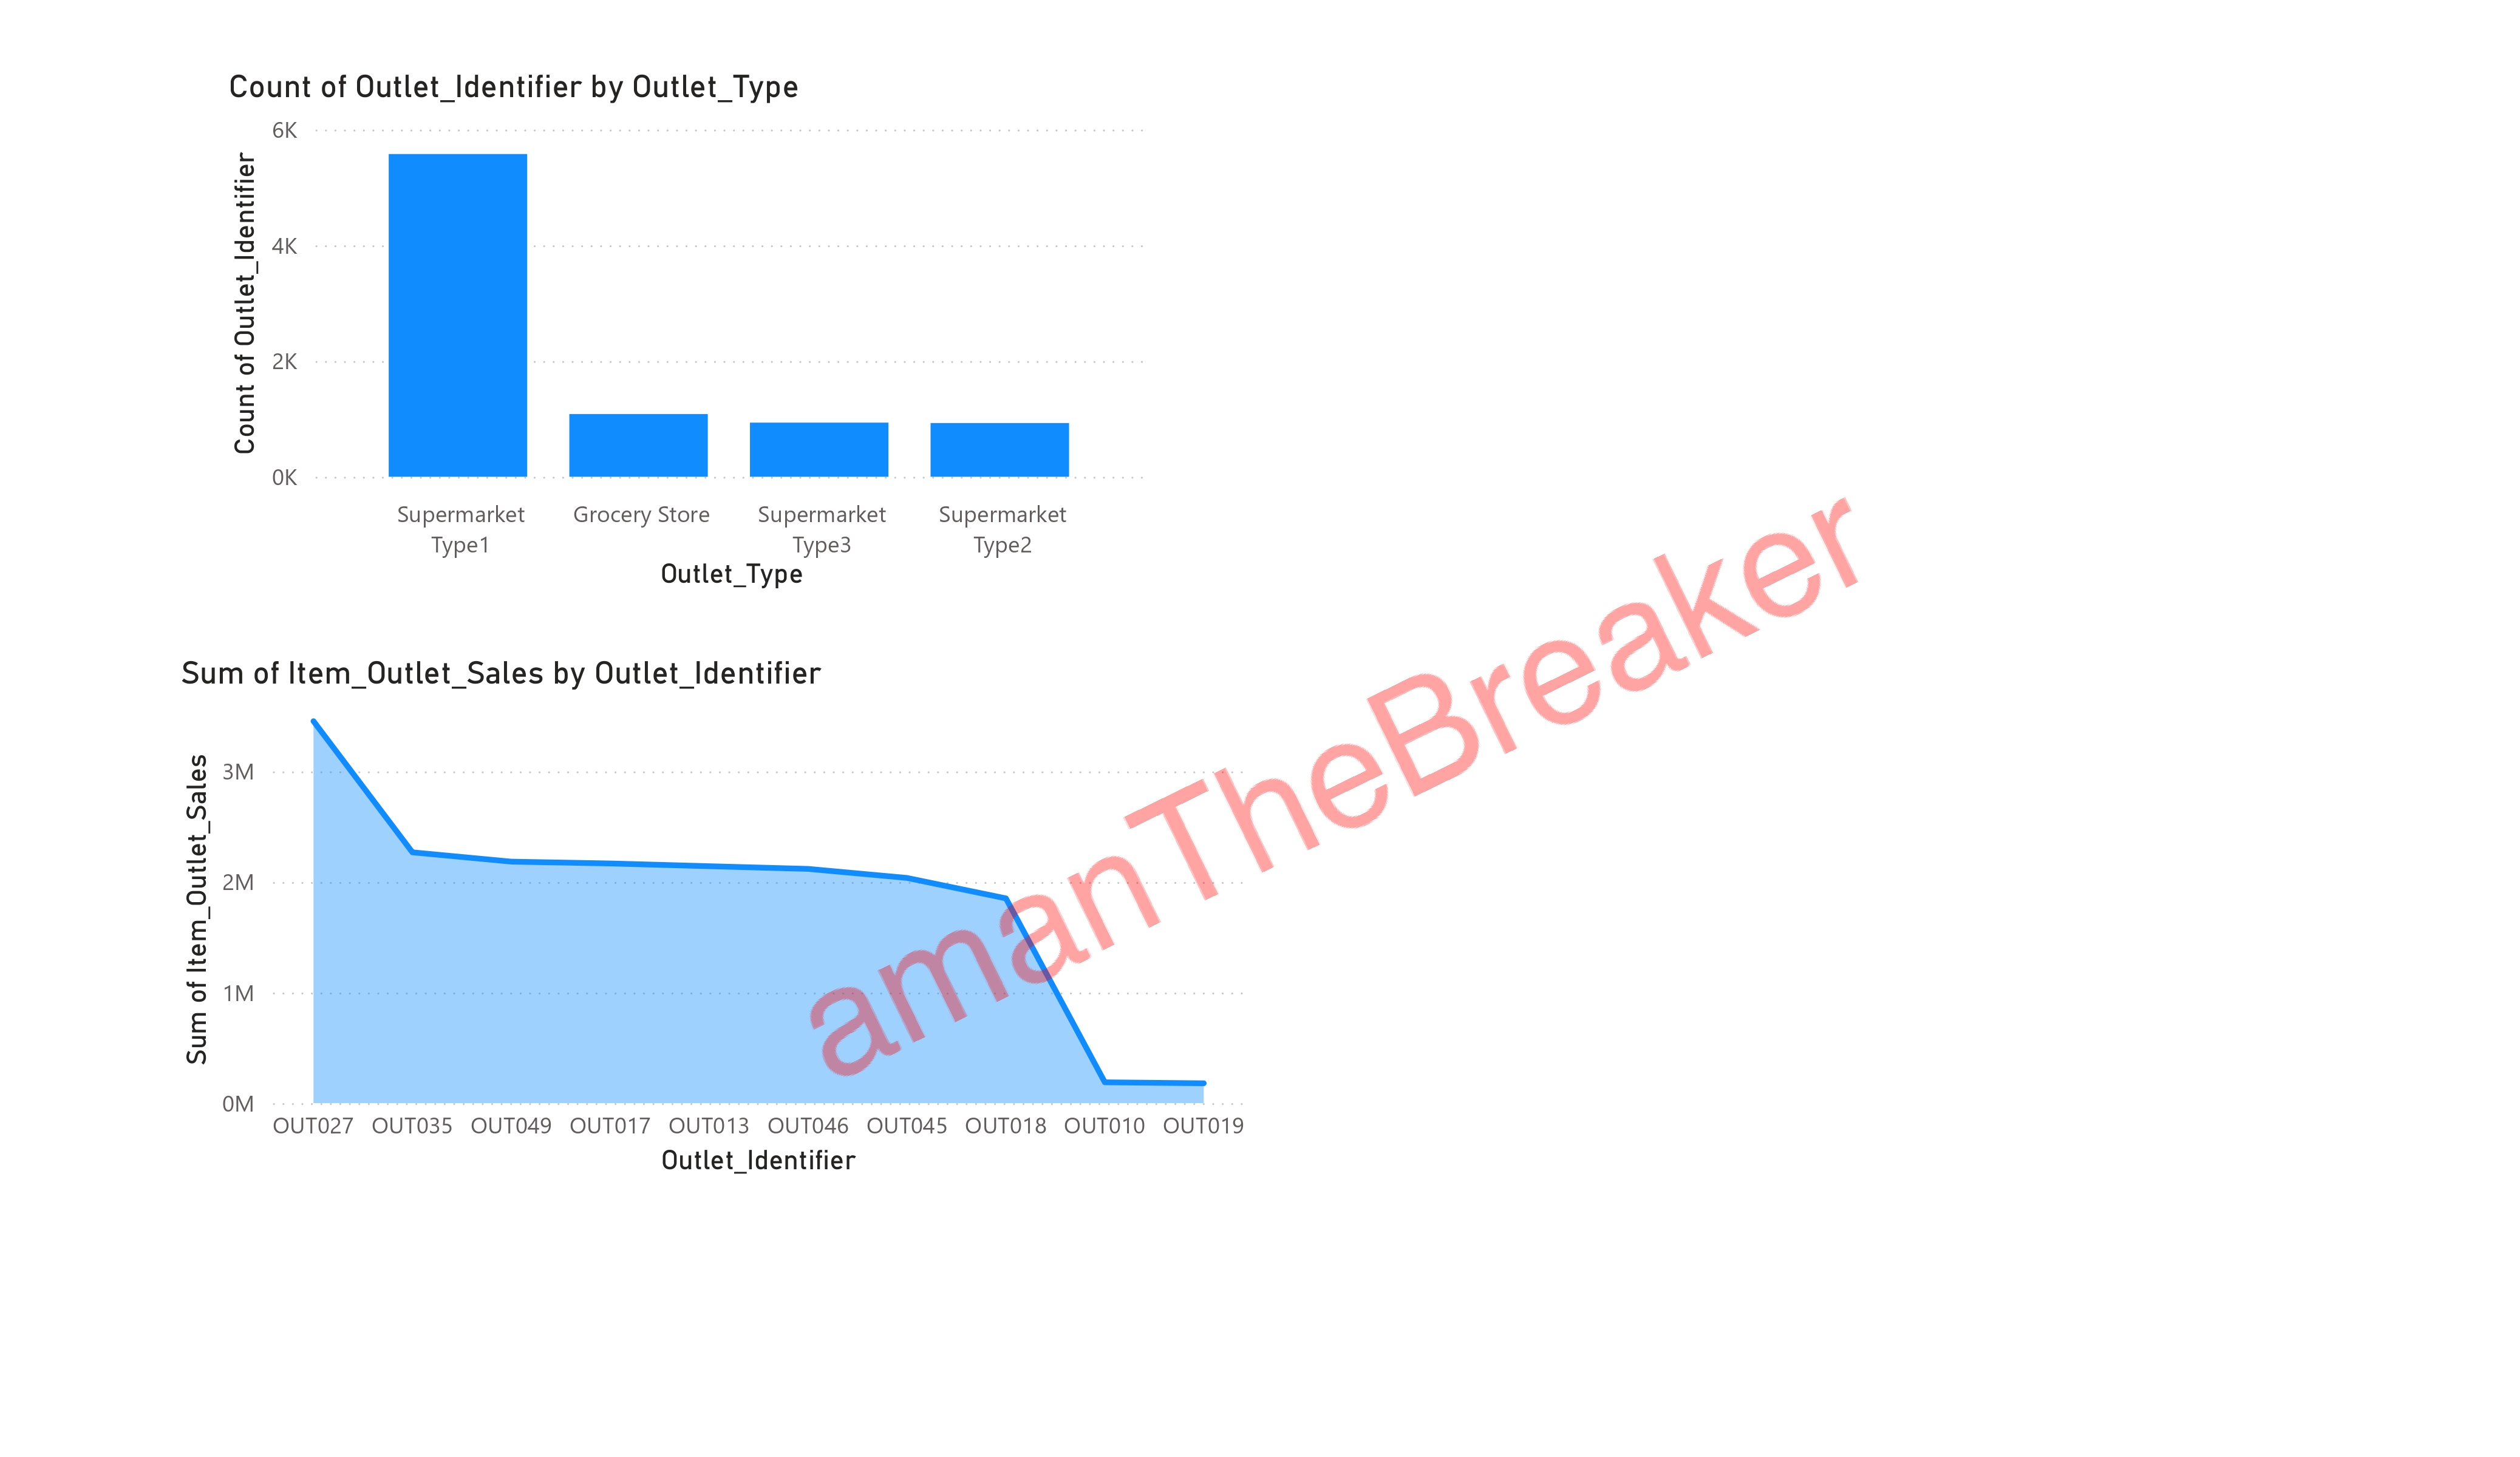 Count of Outlet_Identifier by Outlet_Type
Count of Outlet_Identifier
6K
4K
2K
0K
Supermarket Type1
Grocery Store
Supermarket Type3
Supermarket Type2
Outlet_Type
Sum of Item_Outlet_Sales by Outlet_Identifier
Sum of Item_Outlet_Sales
3M
2M
1M
0M
OUT027 OUT035 OUT049 OUT017 OUT013 OUT046 OUT045 OUT018 OUT010 OUT019
Outlet_Identifier
amanTheBreaker